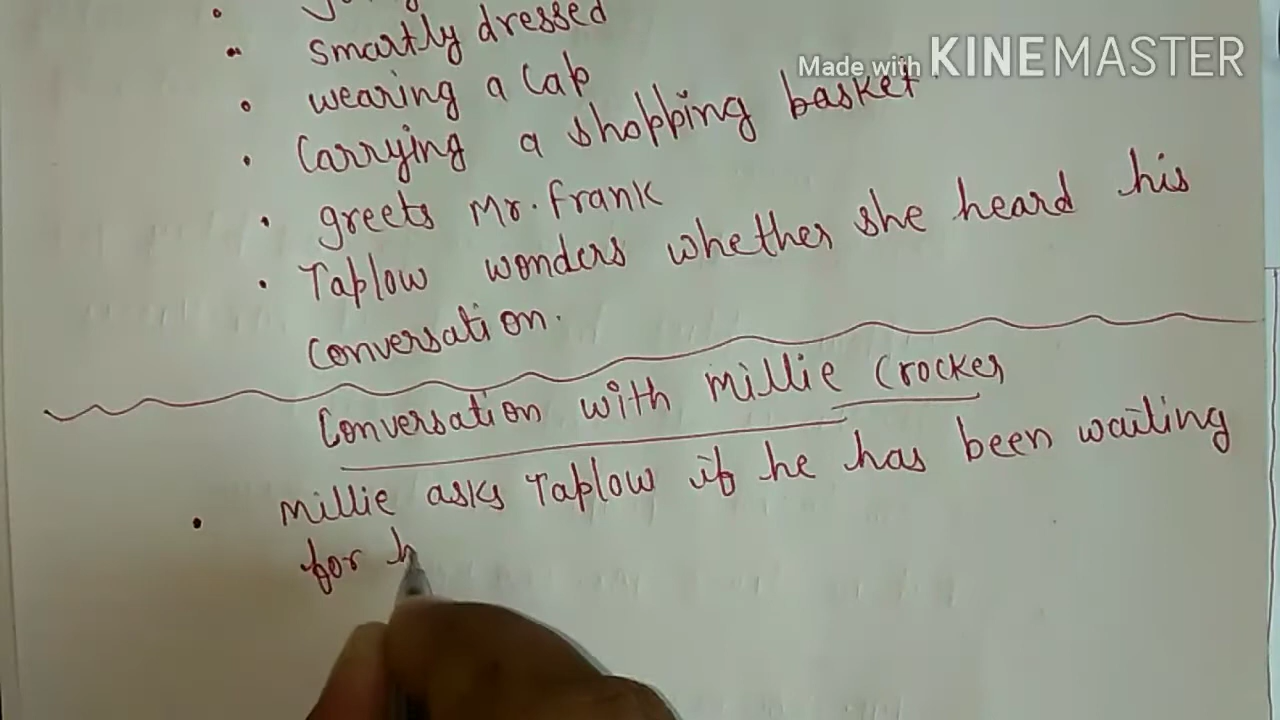 smartly dressed
Made with KINEMASTER
wearing a cap
carrying a shopping basket
greets Mr. Frank
Taplow wonders whether she heard his
conversation.
Conversation with Millie Crocker
Millie asks Taplow if he has been waiting
for h